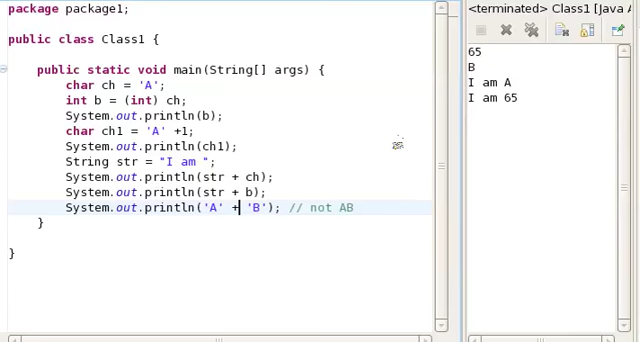 package package1;
public class Class1 {
public static void main(String[] args) {
char ch = 'A';
int b = (int) ch;
System.out.println(b);
char ch1 = 'A' +1;
System.out.println(ch1);
String str = "I am ";
System.out.println(str + ch);
System.out.println(str + b);
System.out.println('A' + 'B'); // not AB
}
}
<terminated> Class1 [Java A
65
B
I am A
I am 65